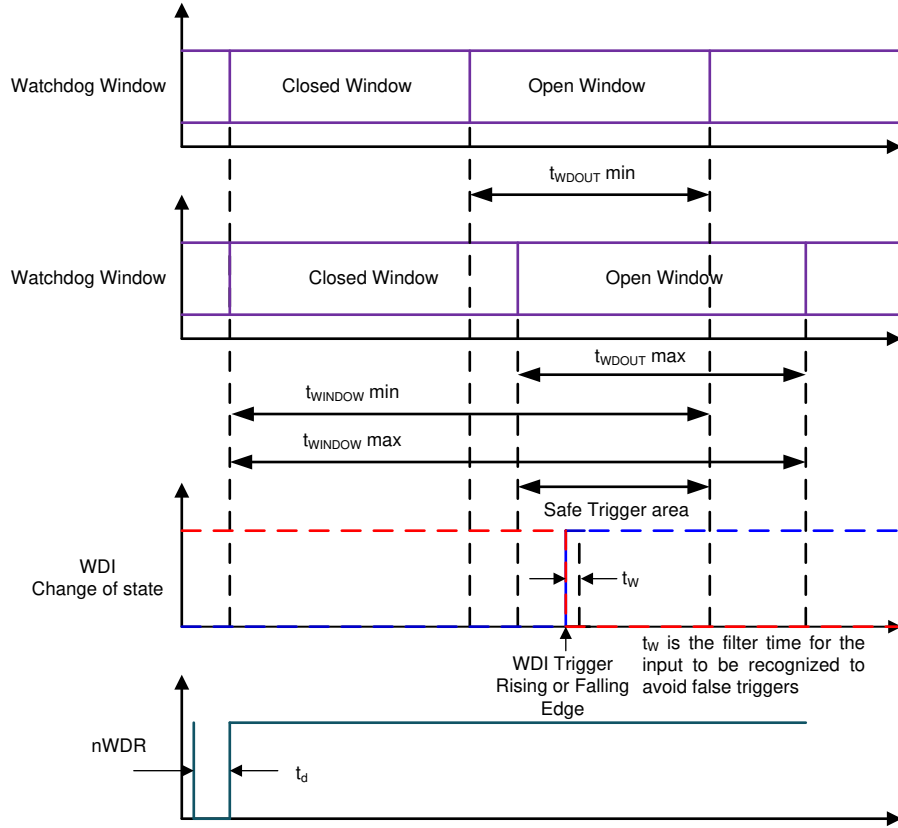 Watchdog Window
Closed Window
Open Window
tWDOUT min
Watchdog Window
Closed Window
Open Window
tWDOUT max
tWINDOW min
tWINDOW max
Safe Trigger area
WDI
Change of state
tW
WDI Trigger
Rising or Falling
Edge
tW is the filter time for the
input to be recognized to
avoid false triggers
nWDR
td